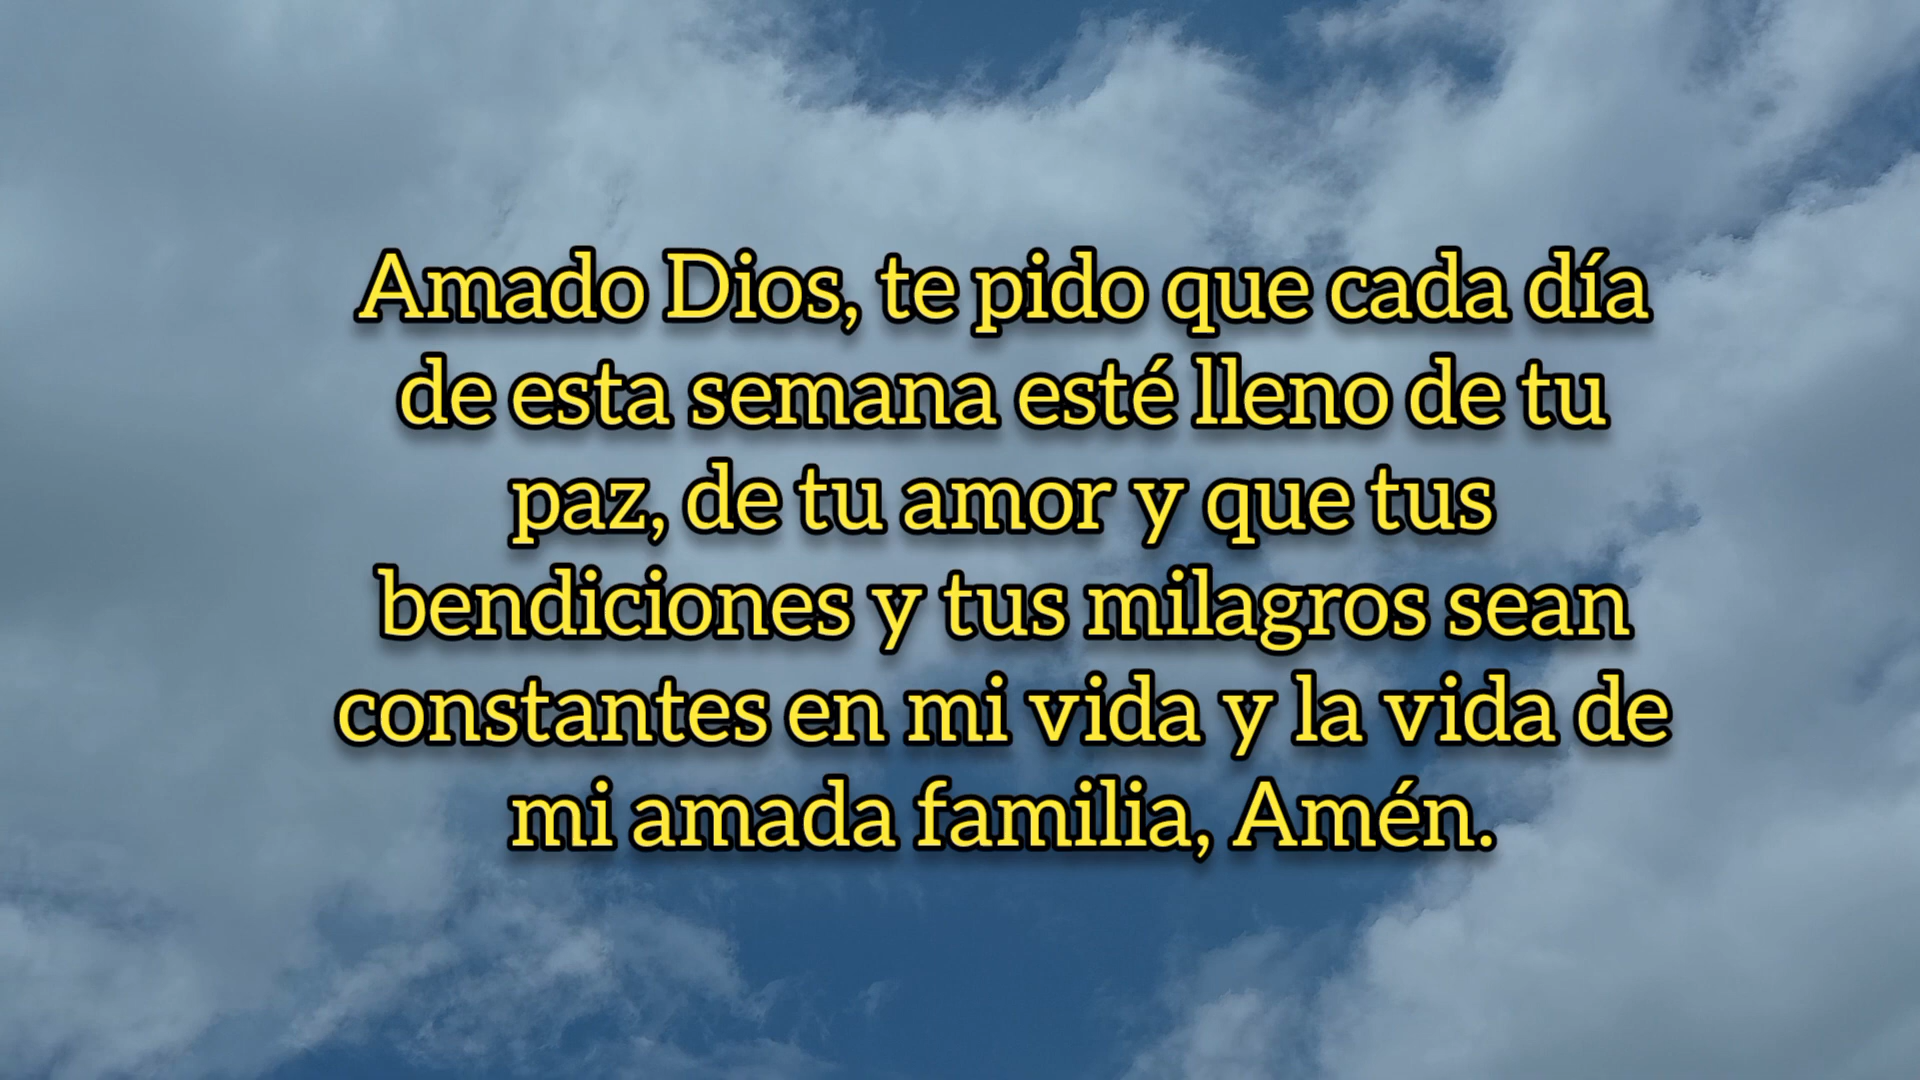 Amado Dios, te pido que cada día
de esta semana esté lleno de tu
paz, de tu amor y que tus
bendiciones y tus milagros sean
constantes en mi vida y la vida de
mi amada familia, Amén.